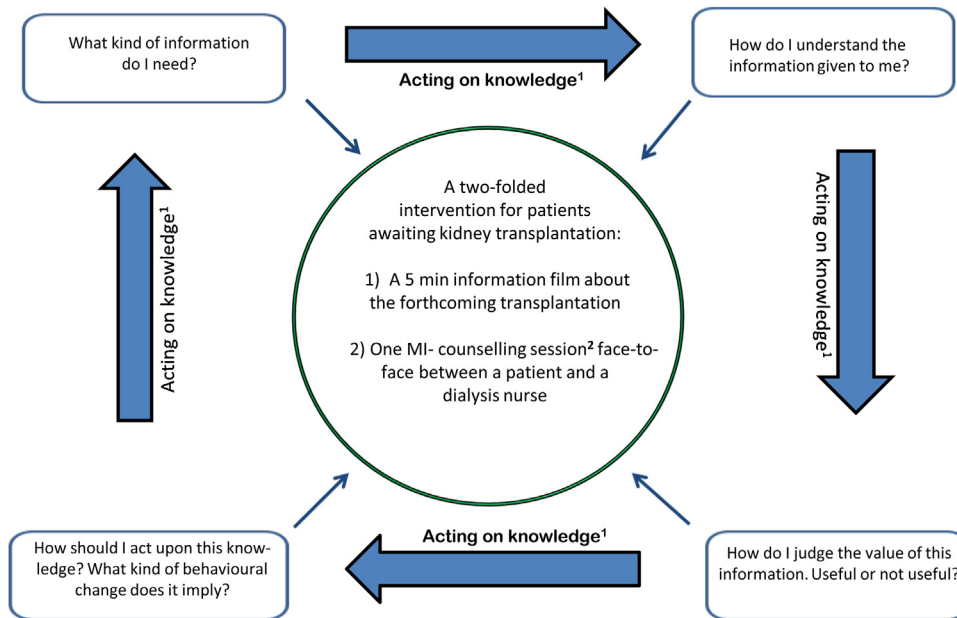 What kind of information
do I need?
Acting on knowledge¹
How do I understand the
information given to me?
Acting on knowledge¹
Acting on knowledge¹
A two-folded
intervention for patients
awaiting kidney transplantation:
1) A 5 min information film about
the forthcoming transplantation
2) One MI- counselling session² face-to-
face between a patient and a
dialysis nurse
How should I act upon this know-
ledge? What kind of behavioural
change does it imply?
Acting on knowledge¹
How do I judge the value of this
information. Useful or not useful?